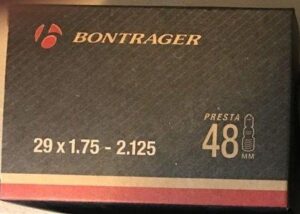 BONTRAGER
PRESTA
29 x 1.75 - 2.125
48 MM